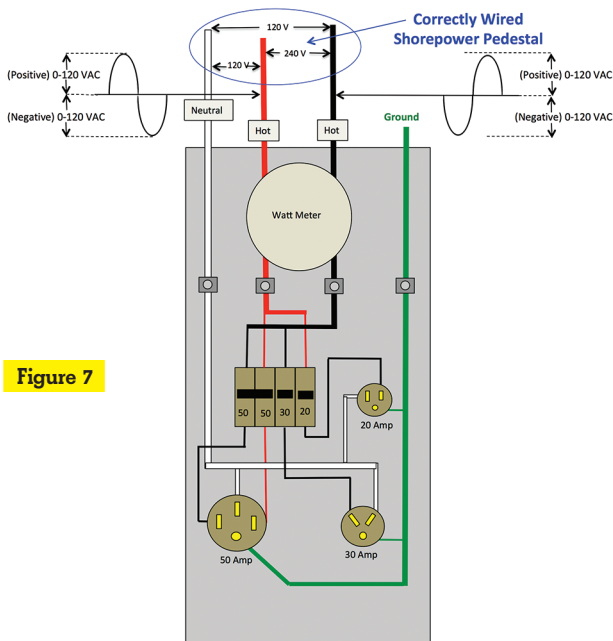 120 V
Correctly Wired
Shorepower Pedestal
240 V
120 V
(Positive) 0-120 VAC
(Positive) 0-120 VAC
(Negative) 0-120 VAC
(Negative) 0-120 VAC
Neutral
Hot
Hot
Ground
Watt Meter
Figure 7
50
50
30
20
20 Amp
50 Amp
30 Amp